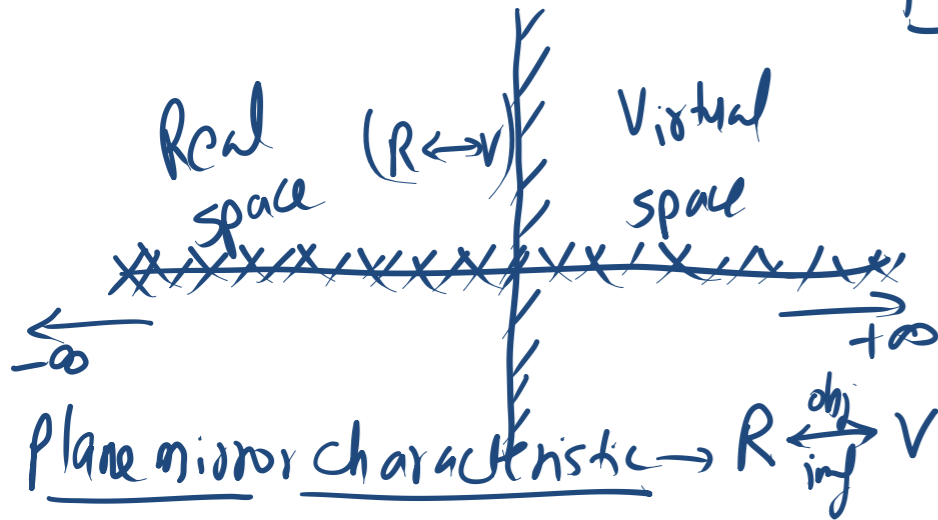 Real space
(R↔V)
Virtual space
-∞
+∞
Plane mirror characteristic → R obj ↔ img V